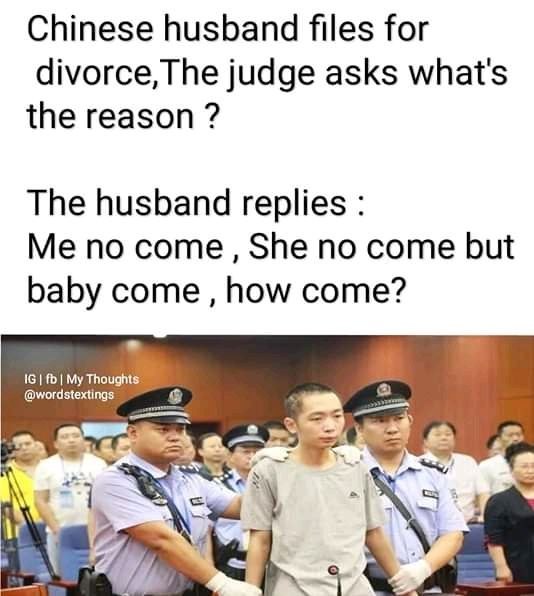 Chinese husband files for
divorce,The judge asks what's
the reason ?
The husband replies :
Me no come , She no come but
baby come , how come?
IG | fb | My Thoughts
@wordstextings